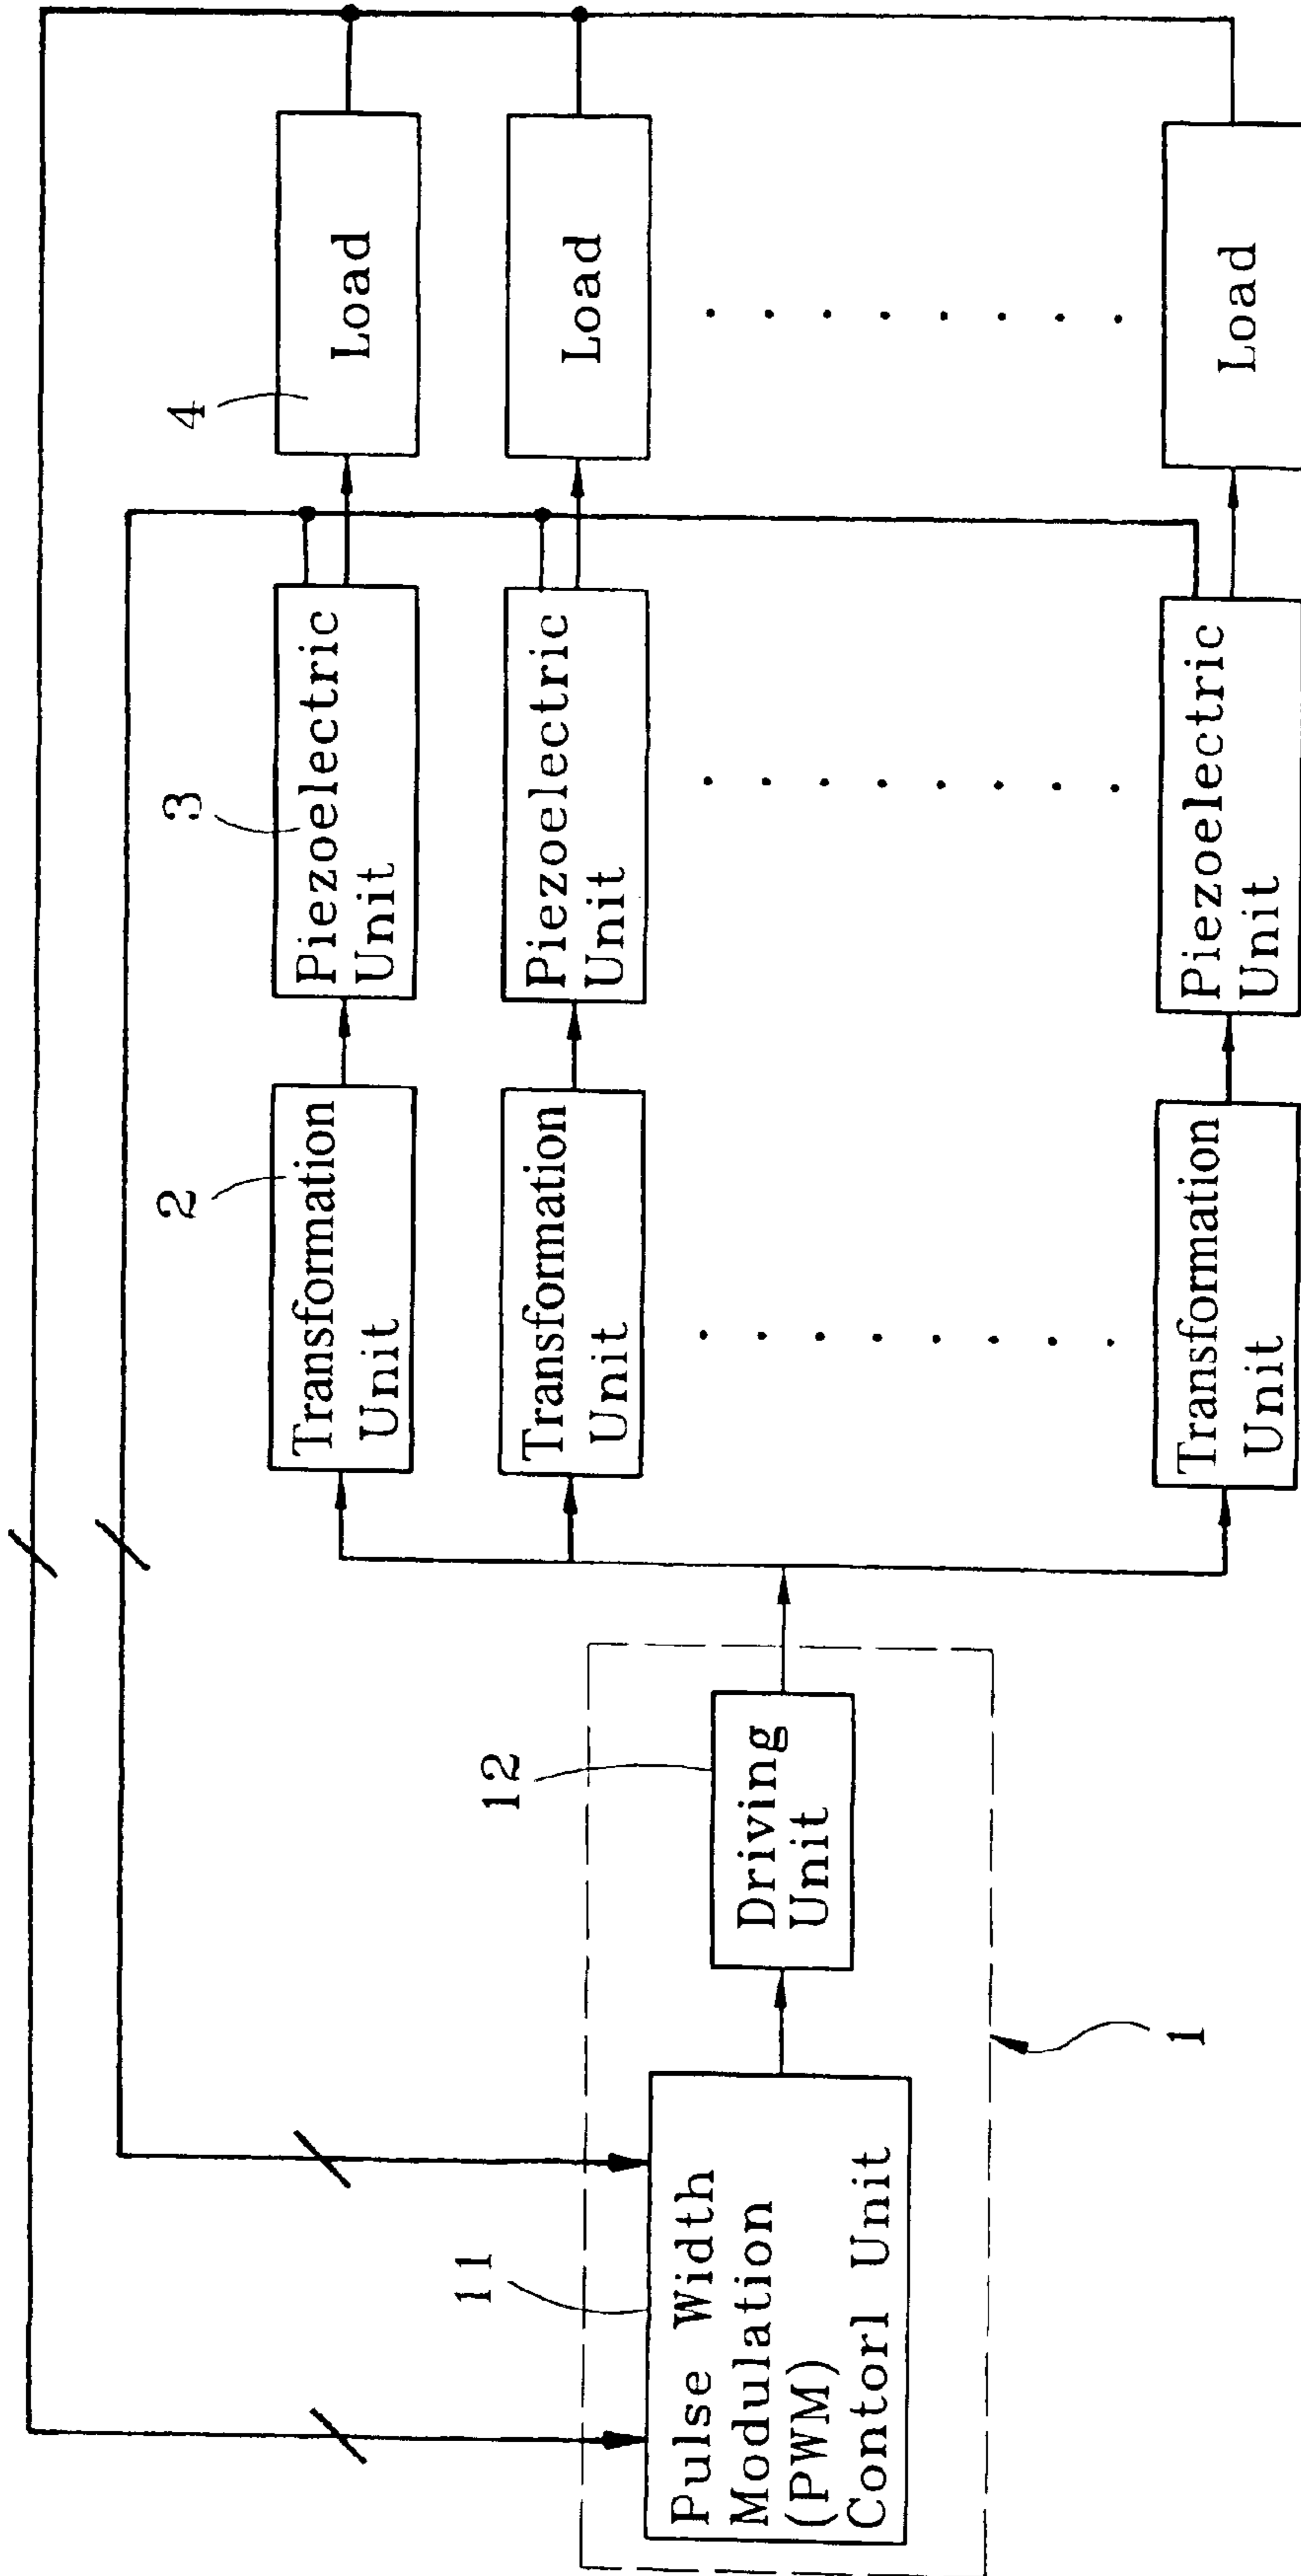 11
Pulse Width
Modulation
(PWM)
Contorl Unit
12
Driving
Unit
1
2
Transformation
Unit
3
Piezoelectric
Unit
4
Load
Transformation
Unit
Piezoelectric
Unit
Load
Transformation
Unit
Piezoelectric
Unit
Load